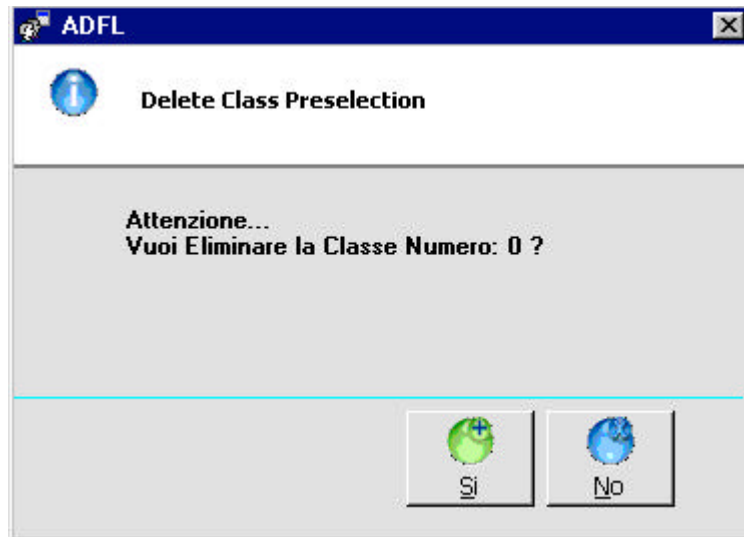 ADFL
Delete Class Preselection
Attenzione...
Vuoi Eliminare la Classe Numero: 0 ?
Si
No